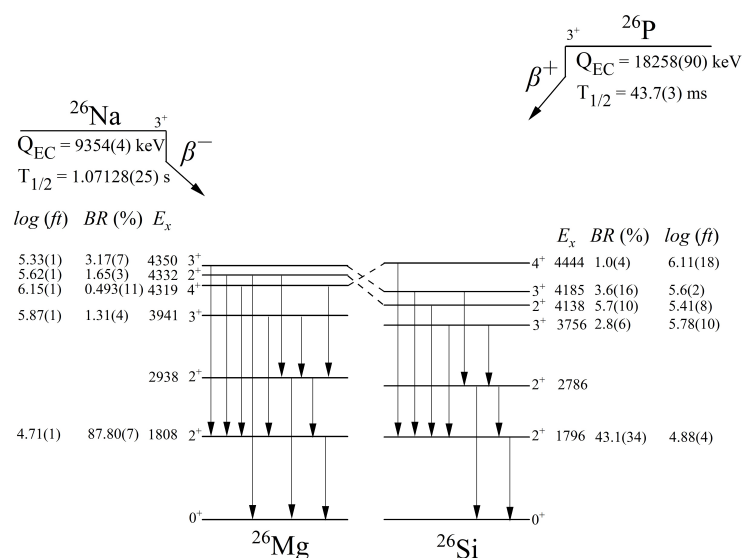 26P
3+
QEC = 18258(90) keV
β+
T1/2 = 43.7(3) ms
26Na
3+
QEC = 9354(4) keV
β−
T1/2 = 1.07128(25) s
log (ft) BR (%) Ex
5.33(1) 3.17(7) 4350 3+
5.62(1) 1.65(3) 4332 2+
6.15(1) 0.493(11) 4319 4+
5.87(1) 1.31(4) 3941 3+
2938 2+
4.71(1) 87.80(7) 1808 2+
0+
26Mg
Ex BR (%) log (ft)
4+ 4444 1.0(4) 6.11(18)
3+ 4185 3.6(16) 5.6(2)
2+ 4138 5.7(10) 5.41(8)
3+ 3756 2.8(6) 5.78(10)
2+ 2786
2+ 1796 43.1(34) 4.88(4)
0+
26Si